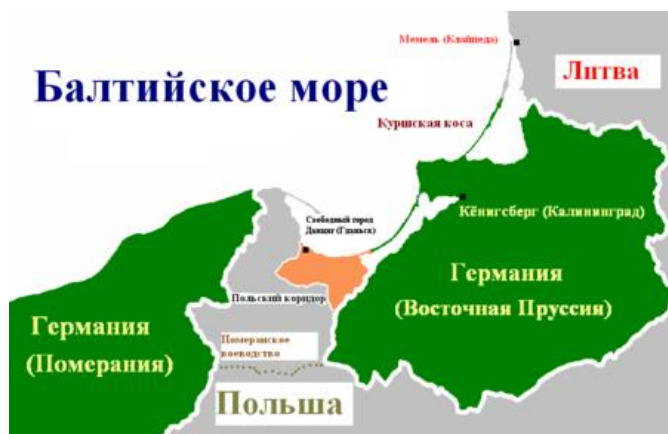 Мемель (Клайпеда)
Литва
Балтийское море
Куршская коса
Свободный город
Данциг (Гданьск)
Кёнигсберг (Калининград)
Германия
(Восточная Пруссия)
Польский коридор
Германия
(Померания)
Померанское
воеводство
Польша